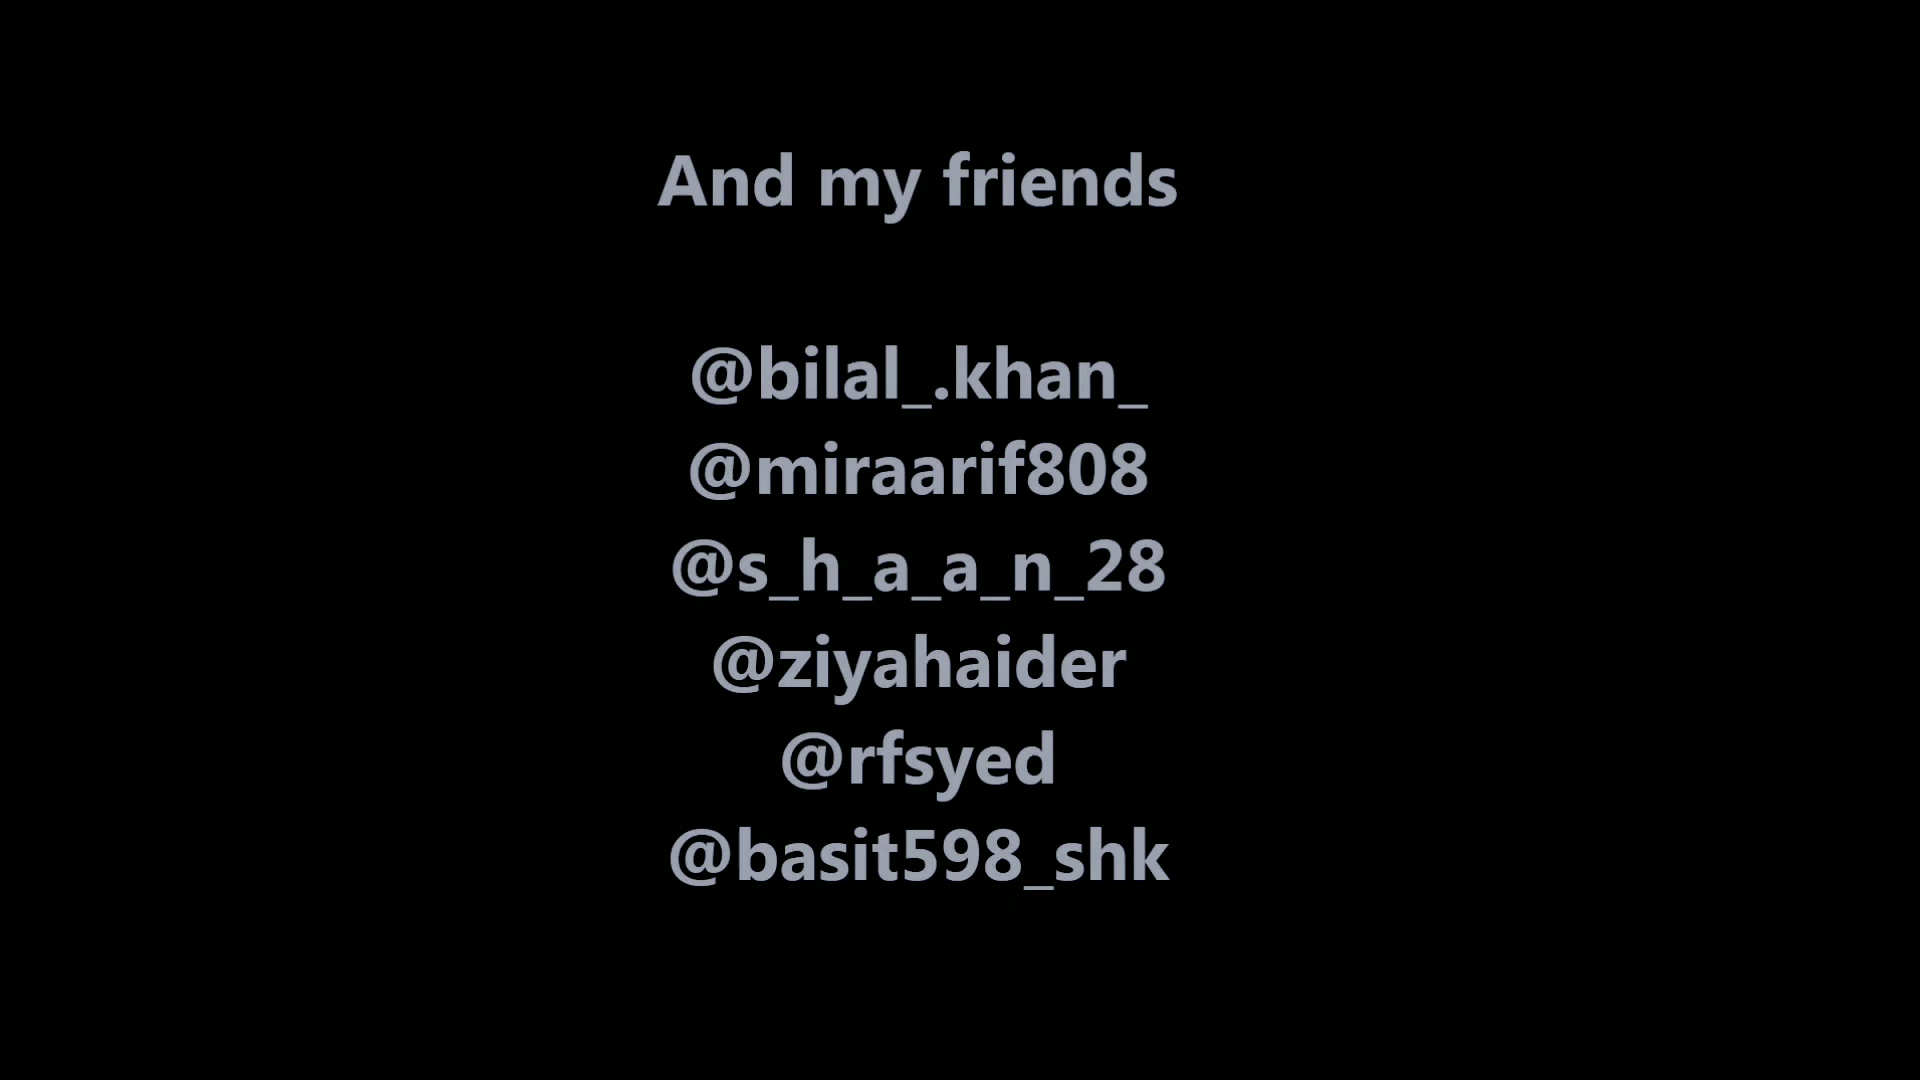 And my friends
@bilal_.khan_
@miraarif808
@s_h_a_a_n_28
@ziyahaider
@rfsyed
@basit598_shk